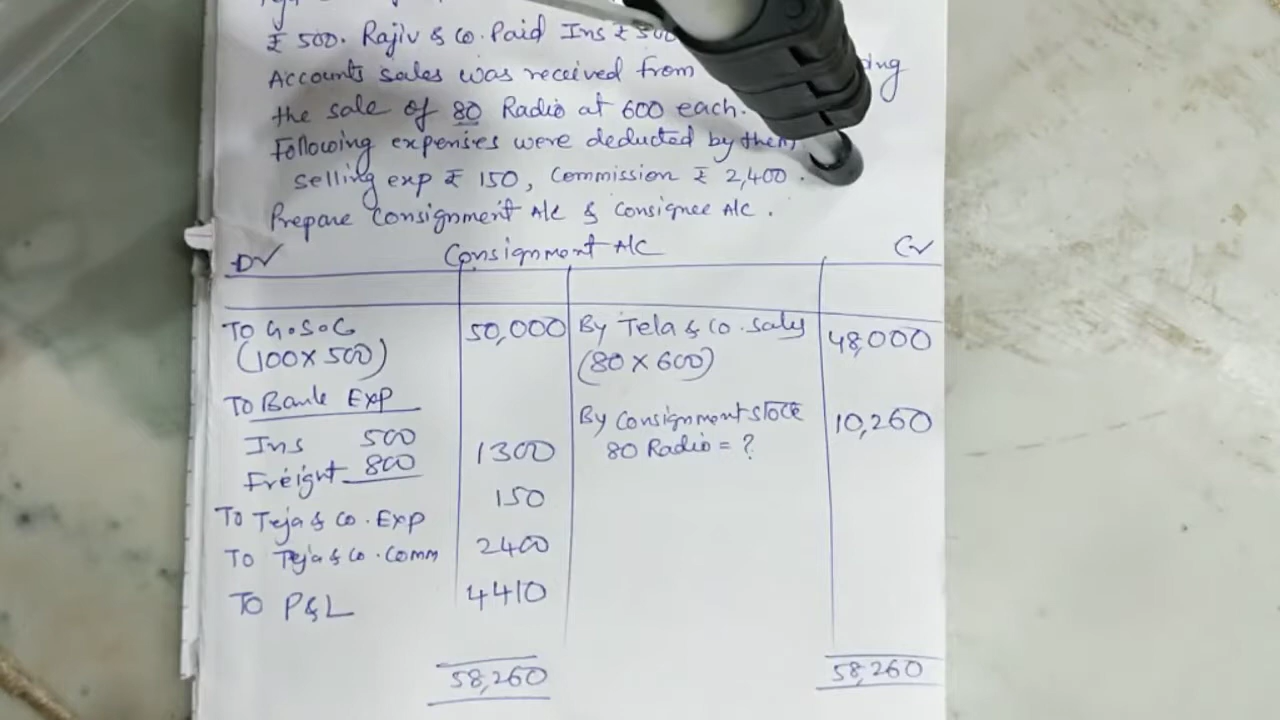 ₹ 500. Rajiv & Co. Paid Ins ₹ 500
Accounts sales was received from
the sale of 80 Radio at 600 each.
Following expenses were deducted by them
selling exp ₹ 150, Commission ₹ 2,400.
Prepare Consignment A/c & Consignee A/c.
Dr Consignment A/C Cr
To G.S.O.C 50,000 By Tela & Co. Sales 48,000
(100 X 500) (80 X 600)
To Bank Exp
By Consignment stock 10,260
Ins 500
1300 80 Radio = ?
Freight 800
150
To Teja & Co. Exp
To Teja & Co. Comm 2400
To P&L 4410
58,260 58,260